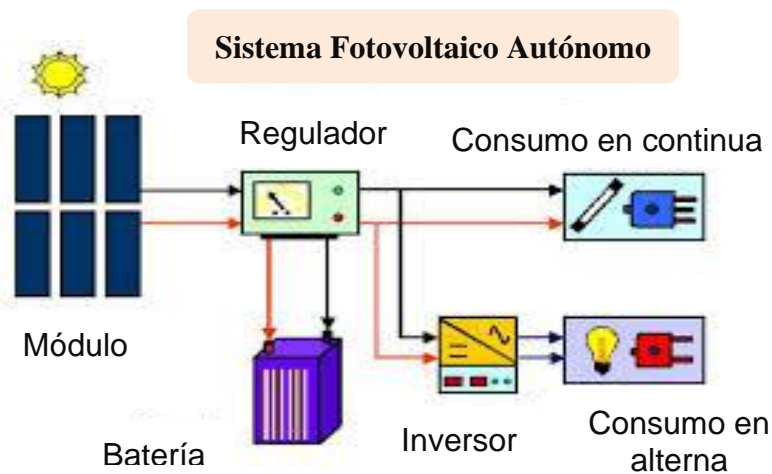 Sistema Fotovoltaico Autónomo
Regulador
Consumo en continua
Módulo
Batería
Inversor
Consumo en
alterna